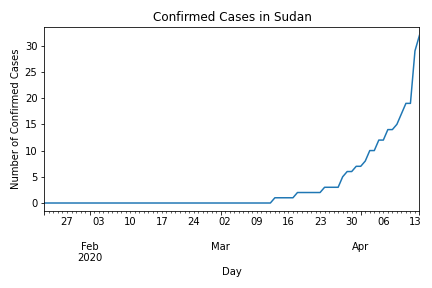 Confirmed Cases in Sudan
Number of Confirmed Cases
30
25
20
15
10
5
0
27 03 10 17 24 02 09 16 23 30 06 13
Feb Mar Apr
2020
Day